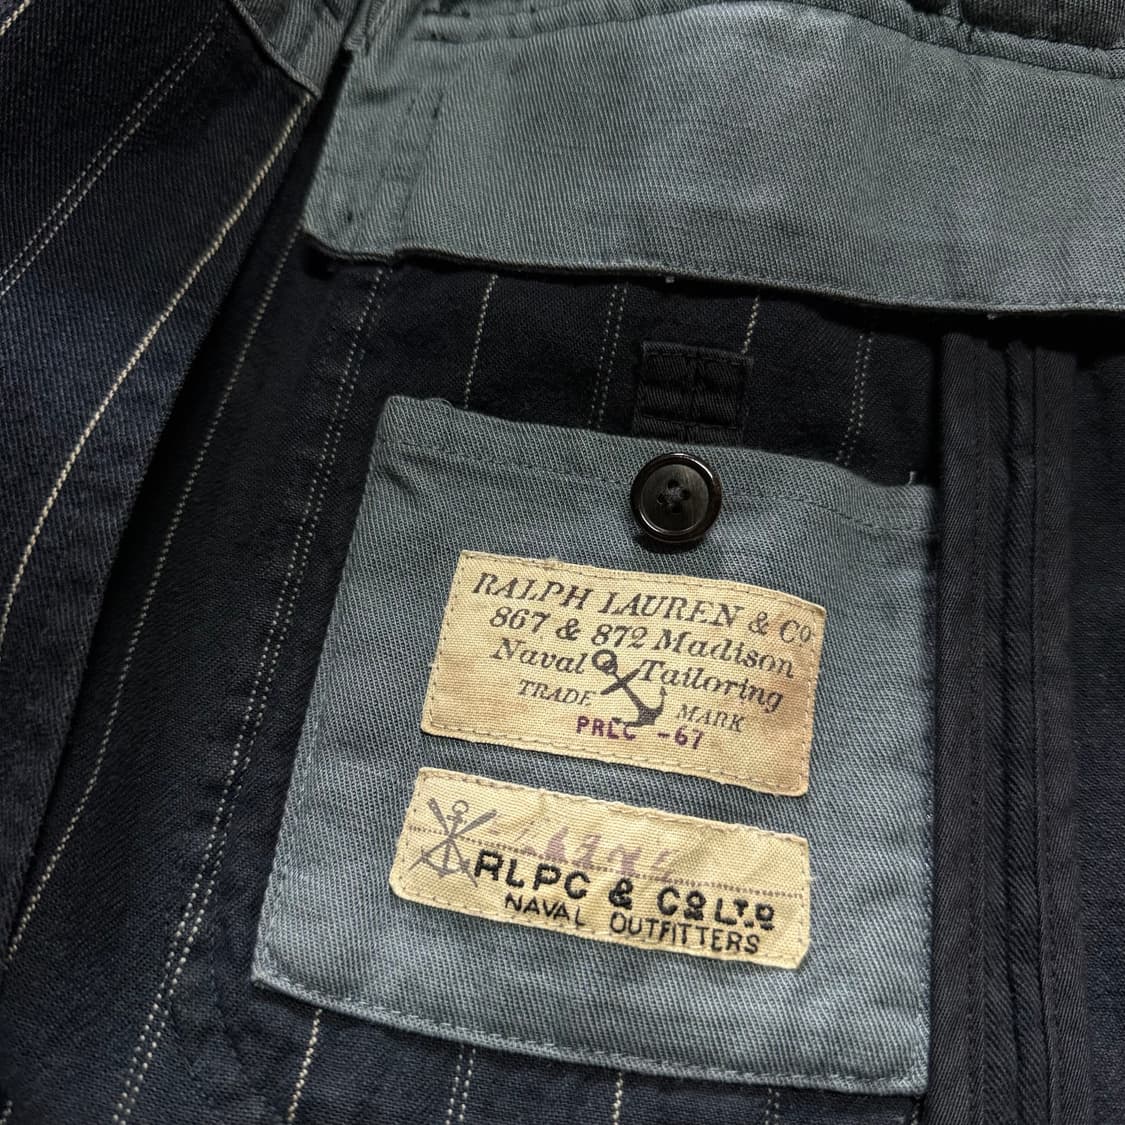 RALPH LAUREN & Cº
867 & 872 Madison
Naval Tailoring
TRADE MARK
PRLC -67
RLPC & Cº LTD
NAVAL OUTFITTERS